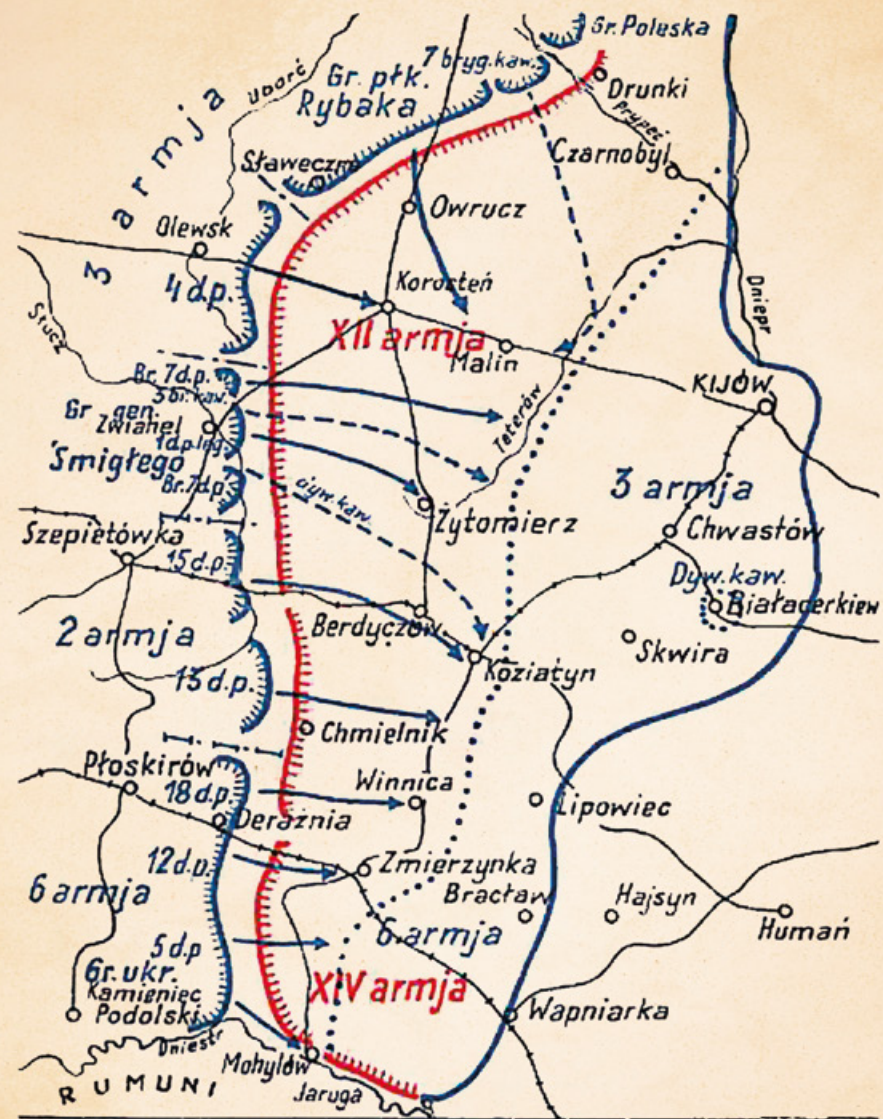 Gr. Poleska
7 bryg. kaw.
Gr. płk.
Rybaka
Uborć
3 armja
Drunki
Prypeć
Czarnobyl
Sławeczno
Owrucz
Olewsk
4 d.p.
Korosteń
XII armja
Malin
Dniepr
Słucz
Br. 7 d.p.
3 br. kaw.
Gr. gen.
Zwiahel
1 d.p. leg.
Śmigłego
Br. 7 d.p.
dyw. kaw.
Teterów
KIJÓW
3 armja
Żytomierz
Chwastów
Szepietówka
15 d.p.
Dyw. kaw.
Białacerkiew
Berdyczów
2 armja
Skwira
Koziatyn
13 d.p.
Chmielnik
Płoskirów
Winnica
18 d.p.
Lipowiec
Derażnia
12 d.p.
Żmierzynka
6 armja
Bracław
Hajsyn
6. armja
Humań
5 d.p
Gr. ukr.
Kamieniec
Podolski
XIV armja
Wapniarka
Dniestr
Mohylów
Jaruga
RUMUNI